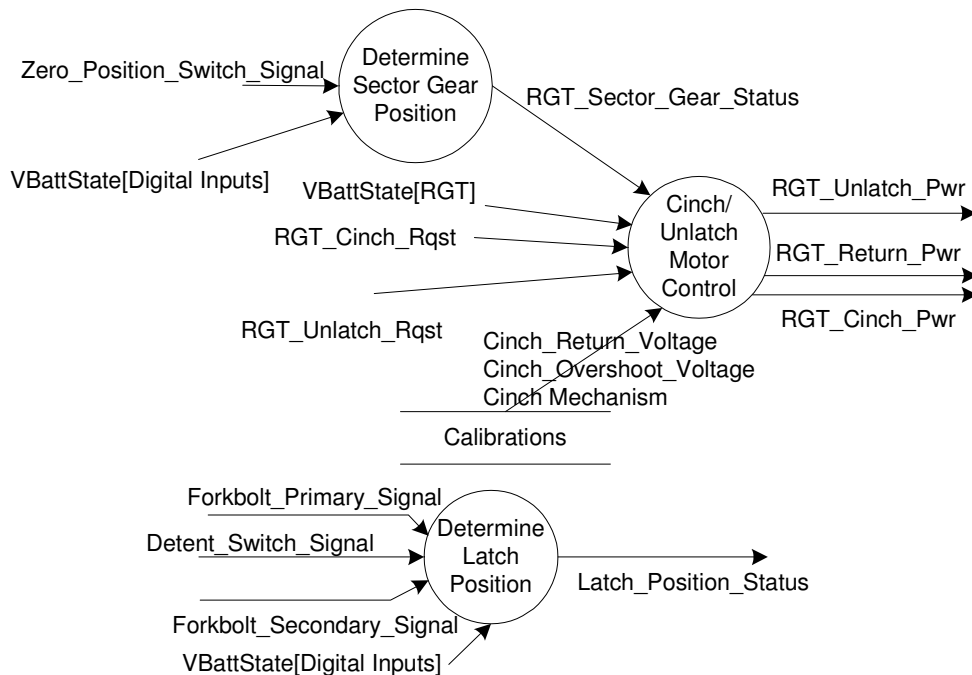 Determine
Sector Gear
Position
Zero_Position_Switch_Signal
RGT_Sector_Gear_Status
VBattState[Digital Inputs]
VBattState[RGT]
RGT_Cinch_Rqst
RGT_Unlatch_Rqst
Cinch/
Unlatch
Motor
Control
RGT_Unlatch_Pwr
RGT_Return_Pwr
RGT_Cinch_Pwr
Cinch_Return_Voltage
Cinch_Overshoot_Voltage
Cinch Mechanism
Calibrations
Forkbolt_Primary_Signal
Detent_Switch_Signal
Forkbolt_Secondary_Signal
VBattState[Digital Inputs]
Determine
Latch
Position
Latch_Position_Status